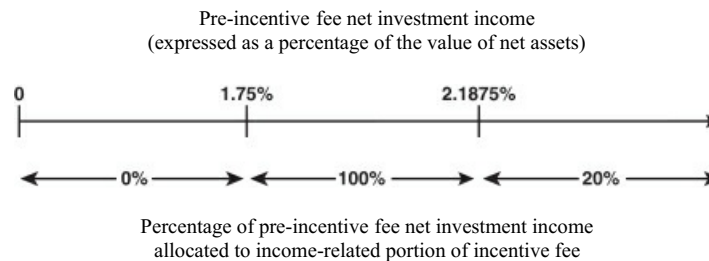 Pre-incentive fee net investment income
(expressed as a percentage of the value of net assets)
0 1.75% 2.1875%
0% 100% 20%
Percentage of pre-incentive fee net investment income
allocated to income-related portion of incentive fee